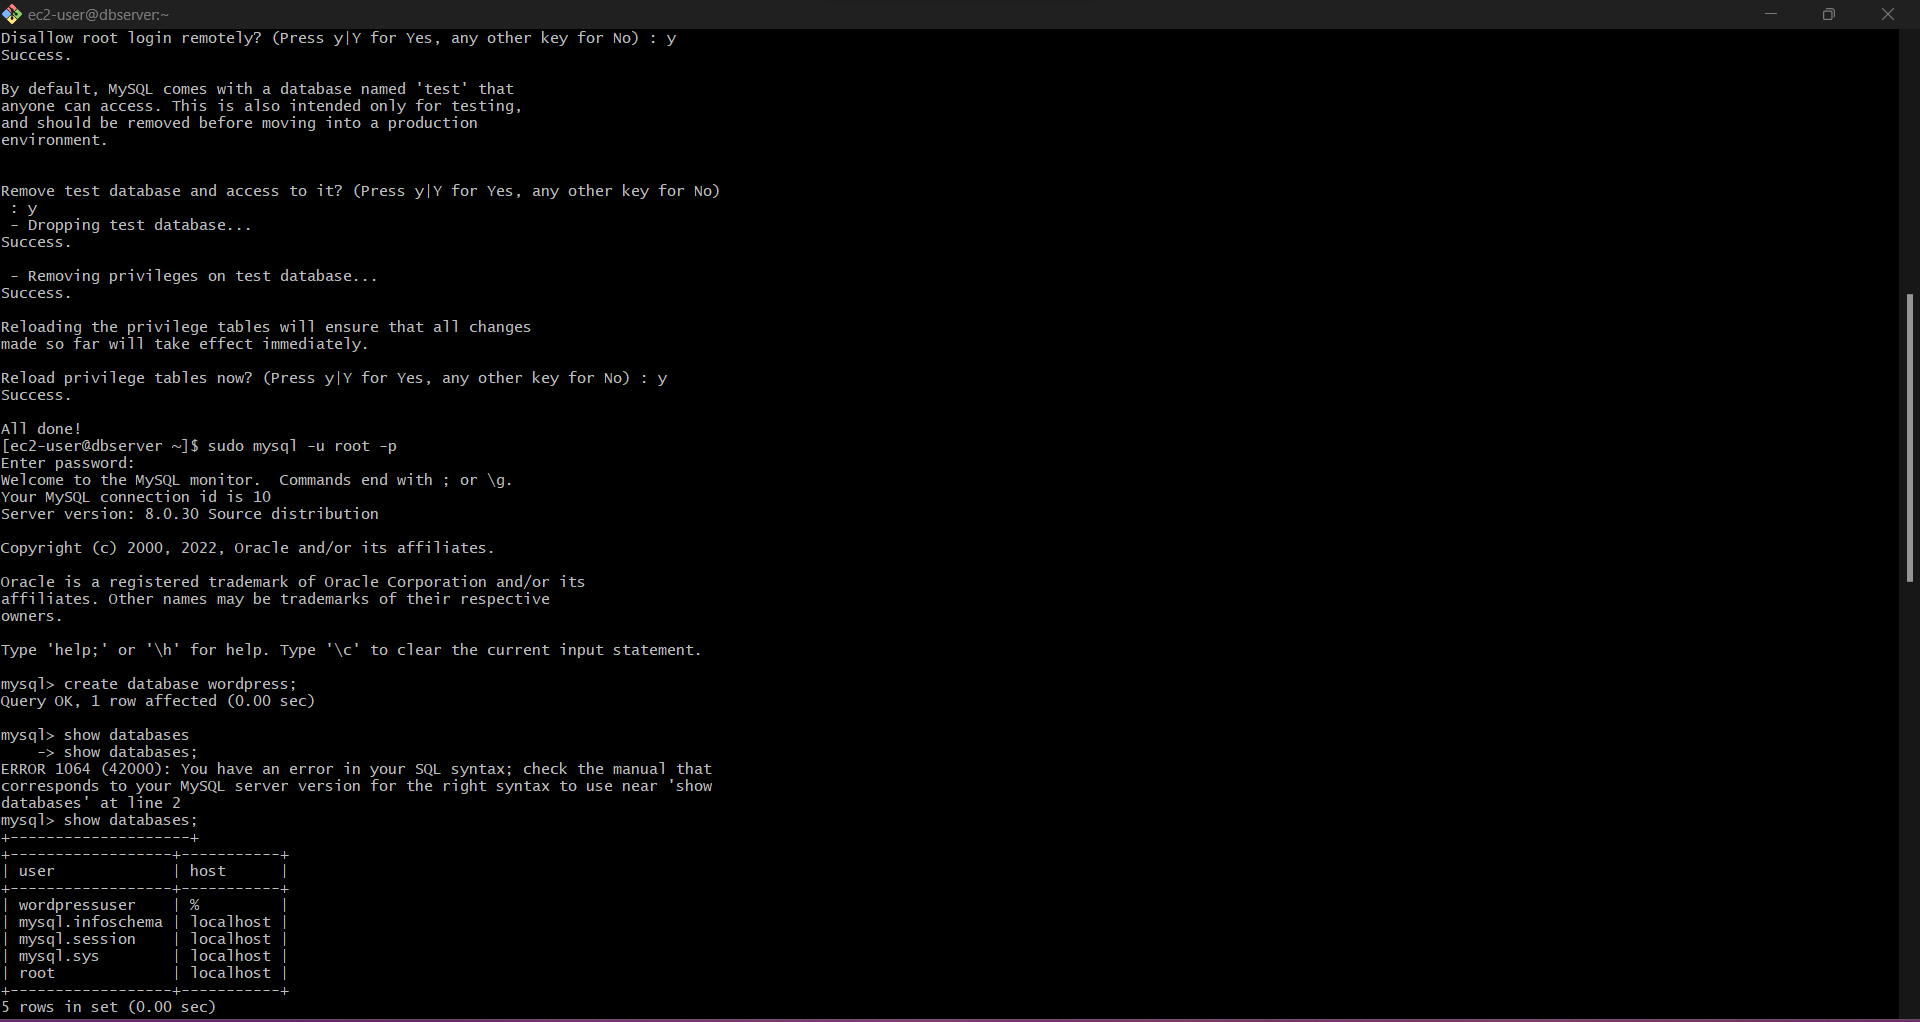 ec2-user@dbserver:~
Disallow root login remotely? (Press y|Y for Yes, any other key for No) : y
Success.
By default, MySQL comes with a database named 'test' that
anyone can access. This is also intended only for testing,
and should be removed before moving into a production
environment.
Remove test database and access to it? (Press y|Y for Yes, any other key for No)
 : y
 - Dropping test database...
Success.
 - Removing privileges on test database...
Success.
Reloading the privilege tables will ensure that all changes
made so far will take effect immediately.
Reload privilege tables now? (Press y|Y for Yes, any other key for No) : y
Success.
All done!
[ec2-user@dbserver ~]$ sudo mysql -u root -p
Enter password:
Welcome to the MySQL monitor.  Commands end with ; or \g.
Your MySQL connection id is 10
Server version: 8.0.30 Source distribution
Copyright (c) 2000, 2022, Oracle and/or its affiliates.
Oracle is a registered trademark of Oracle Corporation and/or its
affiliates. Other names may be trademarks of their respective
owners.
Type 'help;' or '\h' for help. Type '\c' to clear the current input statement.
mysql> create database wordpress;
Query OK, 1 row affected (0.00 sec)
mysql> show databases
    -> show databases;
ERROR 1064 (42000): You have an error in your SQL syntax; check the manual that
corresponds to your MySQL server version for the right syntax to use near 'show
databases' at line 2
mysql> show databases;
+--------------------+
+------------------+-----------+
| user             | host      |
+------------------+-----------+
| wordpressuser    | %         |
| mysql.infoschema | localhost |
| mysql.session    | localhost |
| mysql.sys        | localhost |
| root             | localhost |
+------------------+-----------+
5 rows in set (0.00 sec)